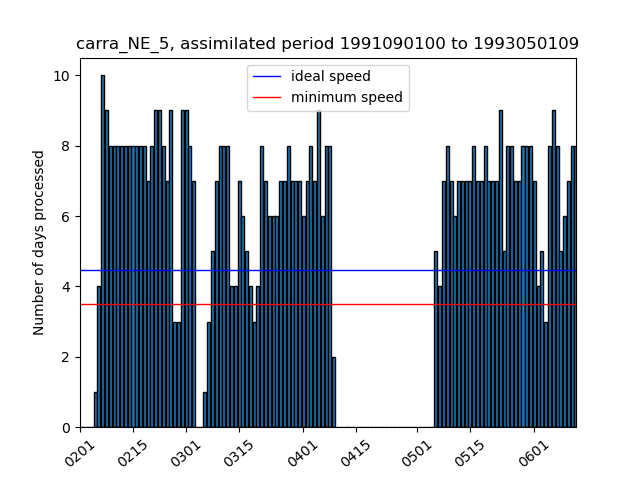 carra_NE_5, assimilated period 1991090100 to 1993050109
ideal speed
minimum speed
Number of days processed
10
8
6
4
2
0
0201 0215 0301 0315 0401 0415 0501 0515 0601